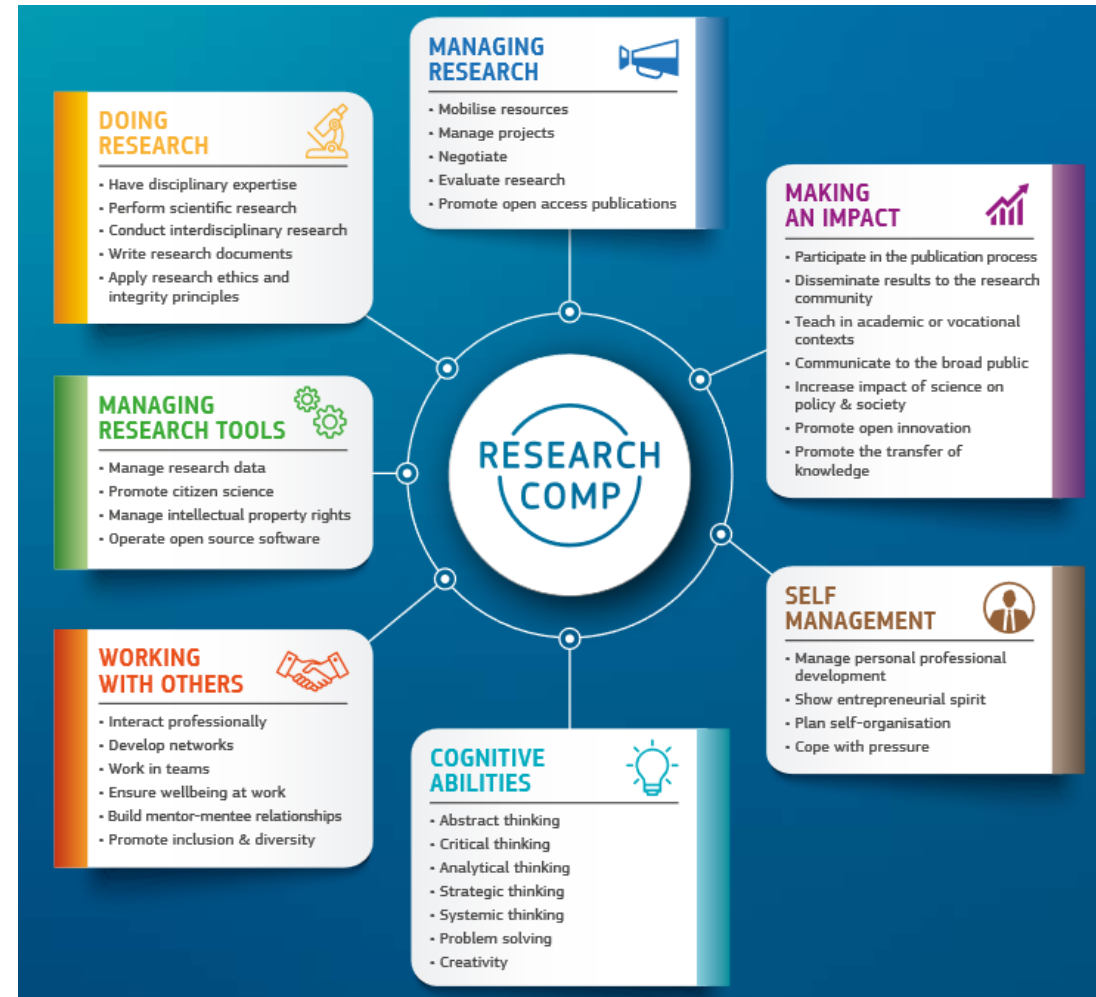 MANAGING
RESEARCH
• Mobilise resources
• Manage projects
• Negotiate
• Evaluate research
• Promote open access publications
DOING
RESEARCH
• Have disciplinary expertise
• Perform scientific research
• Conduct interdisciplinary research
• Write research documents
• Apply research ethics and
integrity principles
MAKING
AN IMPACT
• Participate in the publication process
• Disseminate results to the research
community
• Teach in academic or vocational
contexts
• Communicate to the broad public
• Increase impact of science on
policy & society
• Promote open innovation
• Promote the transfer of
knowledge
MANAGING
RESEARCH TOOLS
• Manage research data
• Promote citizen science
• Manage intellectual property rights
• Operate open source software
RESEARCH
COMP
SELF
MANAGEMENT
• Manage personal professional
development
• Show entrepreneurial spirit
• Plan self-organisation
• Cope with pressure
WORKING
WITH OTHERS
• Interact professionally
• Develop networks
• Work in teams
• Ensure wellbeing at work
• Build mentor-mentee relationships
• Promote inclusion & diversity
COGNITIVE
ABILITIES
• Abstract thinking
• Critical thinking
• Analytical thinking
• Strategic thinking
• Systemic thinking
• Problem solving
• Creativity